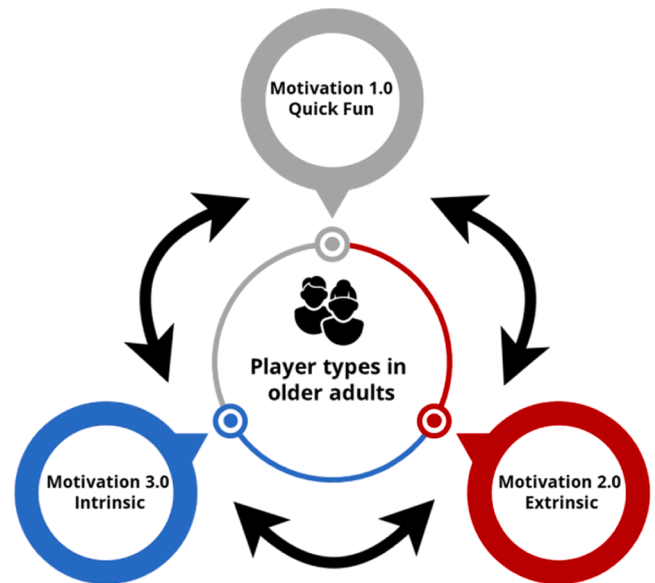 Motivation 1.0
Quick Fun
Player types in
older adults
Motivation 3.0
Intrinsic
Motivation 2.0
Extrinsic